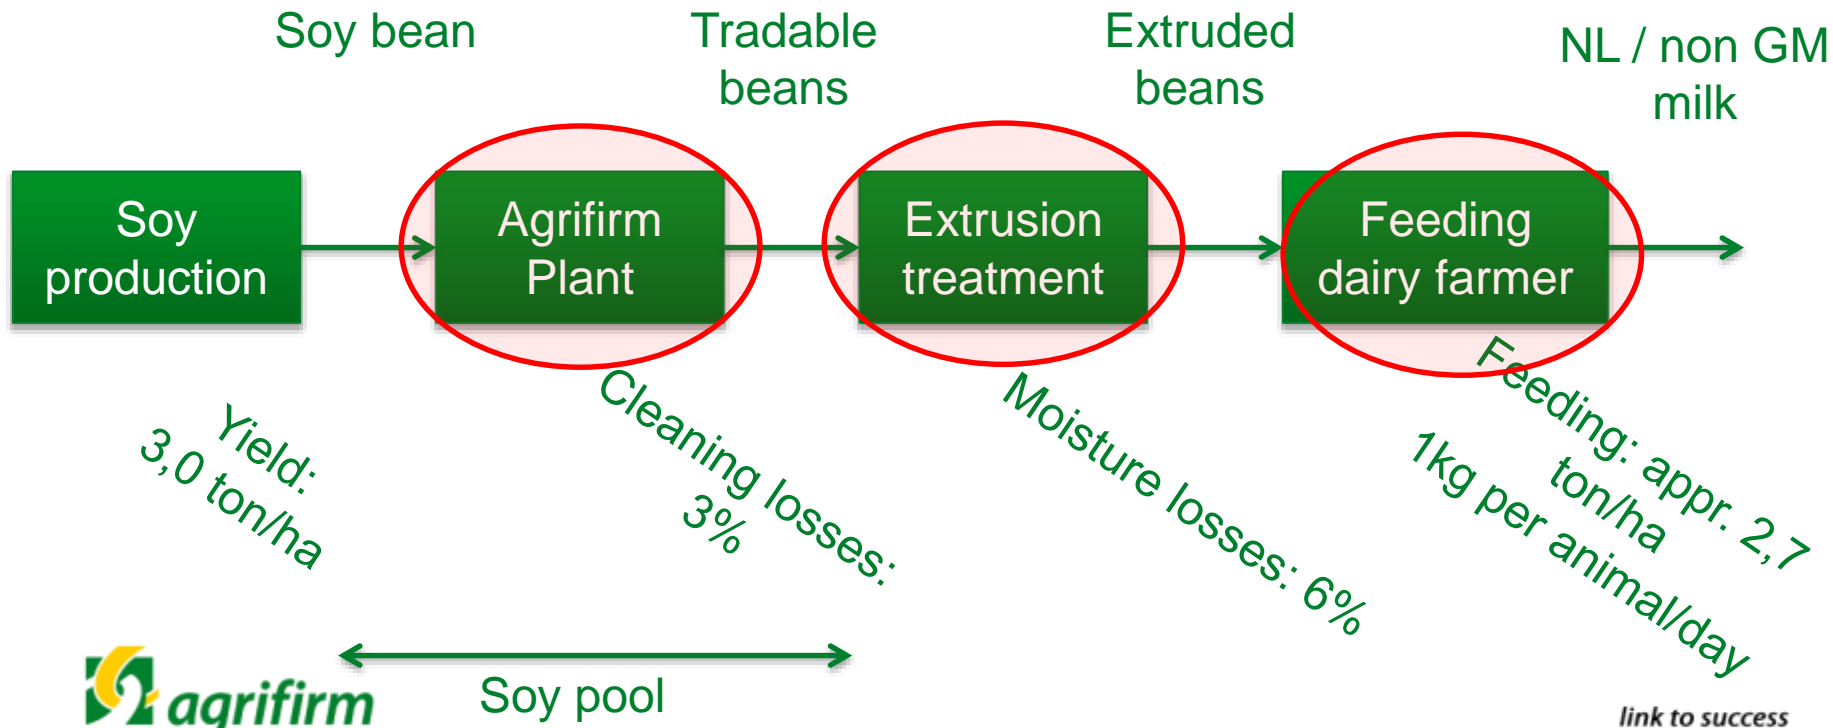 Soy bean
Tradable
beans
Extruded
beans
NL / non GM
milk
Soy
production
Agrifirm
Plant
Extrusion
treatment
Feeding
dairy farmer
Yield:
3,0 ton/ha
Cleaning losses:
3%
Moisture losses: 6%
Feeding: appr. 2,7
ton/ha
1kg per animal/day
Soy pool
agrifirm
link to success